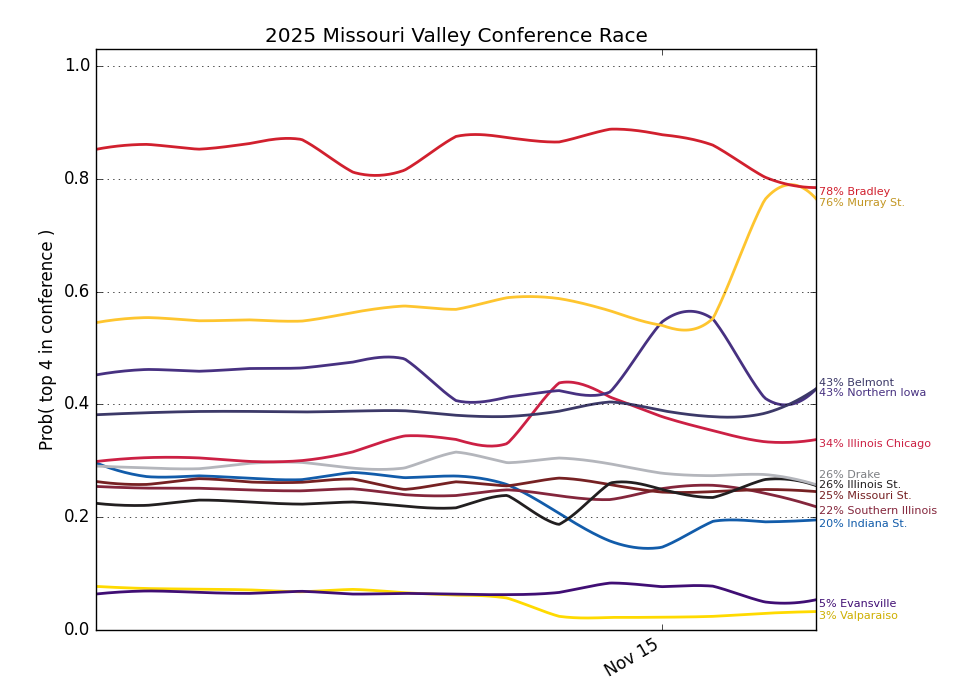 2025 Missouri Valley Conference Race
1.0
0.8
0.6
0.4
0.2
0.0
Prob( top 4 in conference )
Nov 15
78% Bradley
76% Murray St.
43% Belmont
43% Northern Iowa
34% Illinois Chicago
26% Drake
26% Illinois St.
25% Missouri St.
22% Southern Illinois
20% Indiana St.
5% Evansville
3% Valparaiso